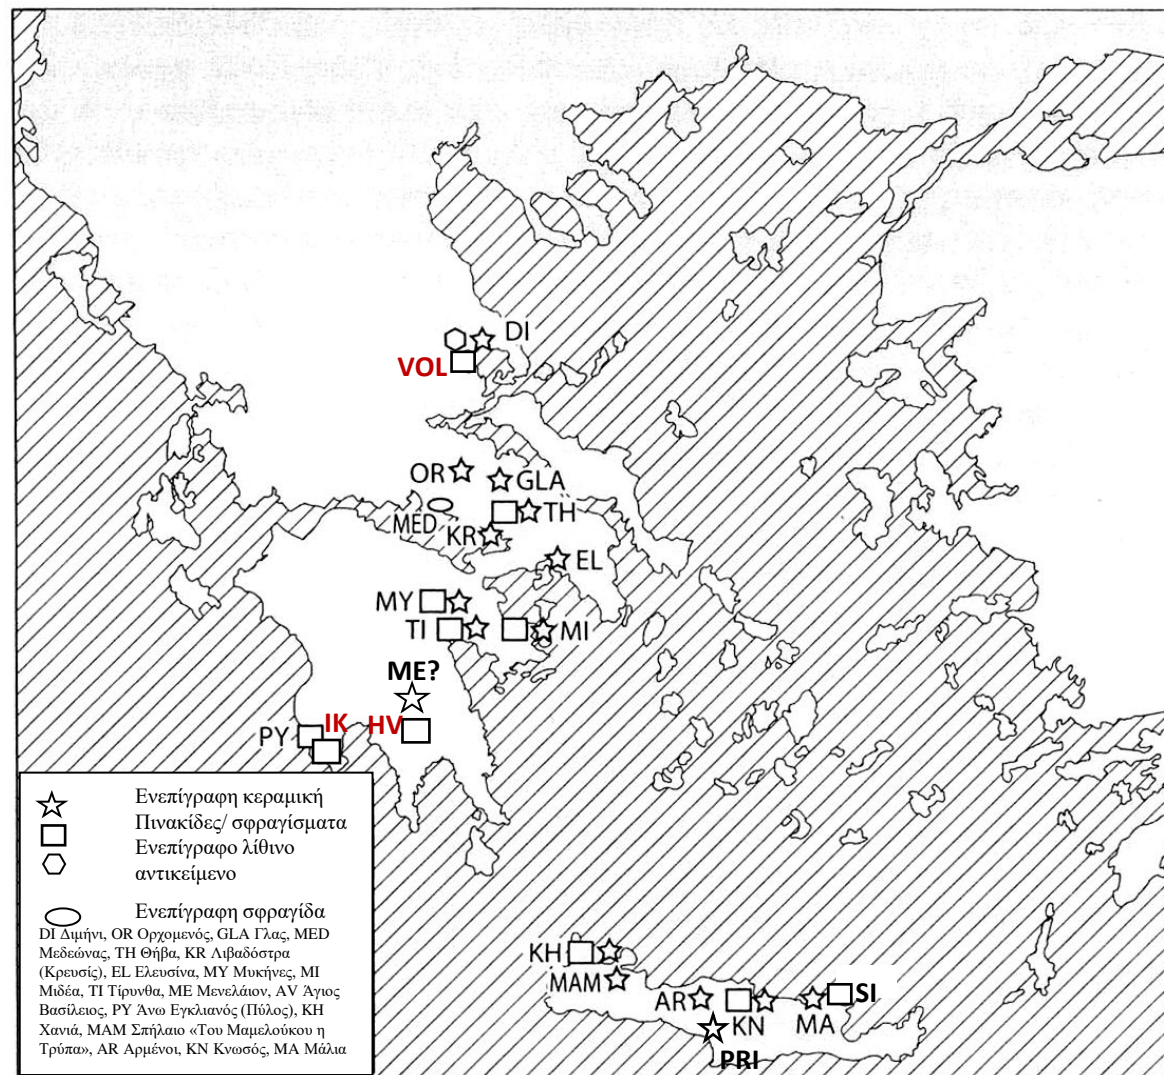 DI
VOL
OR
GLA
MED
TH
KR
EL
MY
TI
MI
ME?
PY
IK
HV
Ενεπίγραφη κεραμική
Πινακίδες/ σφραγίσματα
Ενεπίγραφο λίθινο
αντικείμενο
Ενεπίγραφη σφραγίδα
DI Διμήνι, OR Ορχομενός, GLA Γλας, MED
Μεδεώνας, TH Θήβα, KR Λιβαδόστρα
(Κρευσίς), EL Ελευσίνα, MY Μυκήνες, MI
Μιδέα, TI Τίρυνθα, ME Μενελάιον, AV Άγιος
Βασίλειος, PY Άνω Εγκλιανός (Πύλος), KH
Χανιά, MAM Σπήλαιο «Του Μαμελούκου η
Τρύπα», AR Αρμένοι, KN Κνωσός, MA Μάλια
KH
MAM
AR
KN
MA
SI
PRI